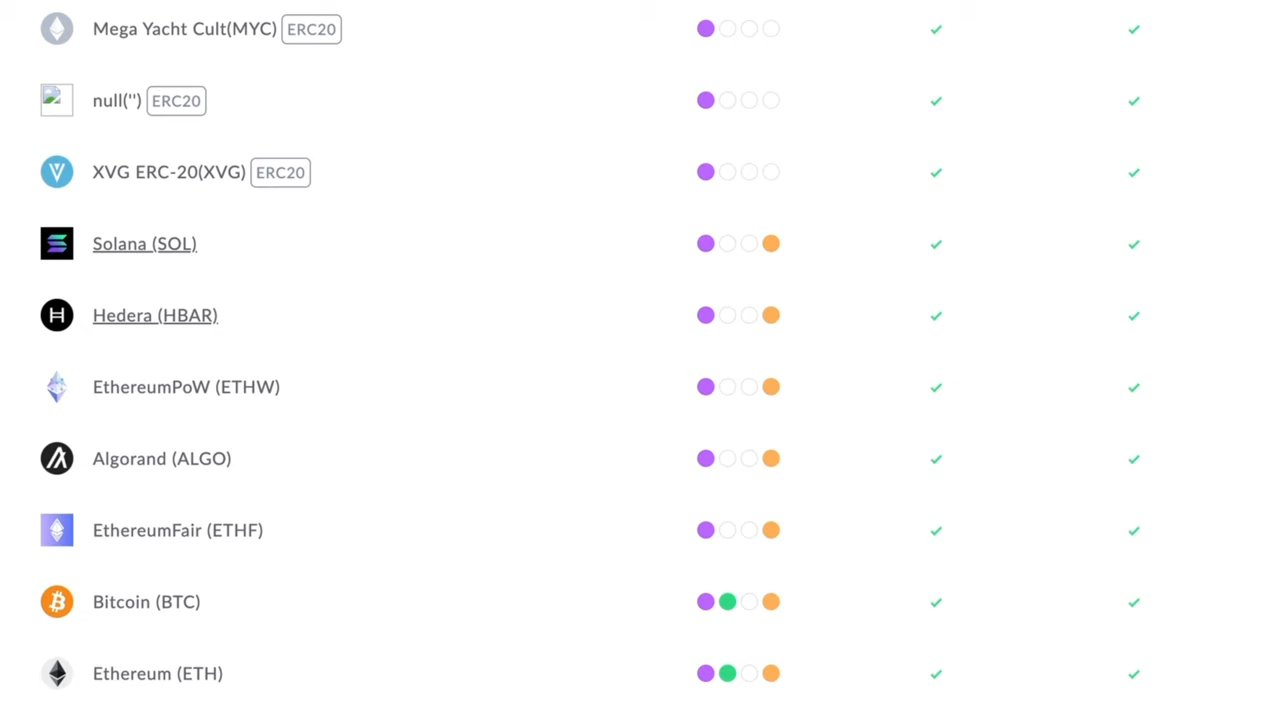 Mega Yacht Cult(MYC) ERC20
null('') ERC20
XVG ERC-20(XVG) ERC20
Solana (SOL)
Hedera (HBAR)
EthereumPoW (ETHW)
Algorand (ALGO)
EthereumFair (ETHF)
Bitcoin (BTC)
Ethereum (ETH)